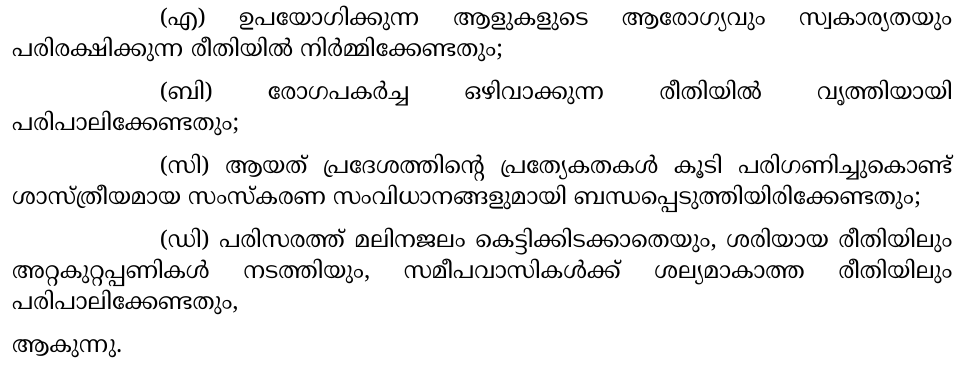 (എ) ഉപയോഗിക്കുന്ന ആളുകളുടെ ആരോഗ്യവും സ്വകാര്യതയും
പരിരക്ഷിക്കുന്ന രീതിയിൽ നിർമ്മിക്കേണ്ടതും;
(ബി) രോഗപകർച്ച ഒഴിവാക്കുന്ന രീതിയിൽ വൃത്തിയായി
പരിപാലിക്കേണ്ടതും;
(സി) ആയത് പ്രദേശത്തിന്റെ പ്രത്യേകതകൾ കൂടി പരിഗണിച്ചുകൊണ്ട്
ശാസ്ത്രീയമായ സംസ്കരണ സംവിധാനങ്ങളുമായി ബന്ധപ്പെടുത്തിയിരിക്കേണ്ടതും;
(ഡി) പരിസരത്ത് മലിനജലം കെട്ടിക്കിടക്കാതെയും, ശരിയായ രീതിയിലും
അറ്റകുറ്റപ്പണികൾ നടത്തിയും, സമീപവാസികൾക്ക് ശല്യമാകാത്ത രീതിയിലും
പരിപാലിക്കേണ്ടതും,
ആകുന്നു.